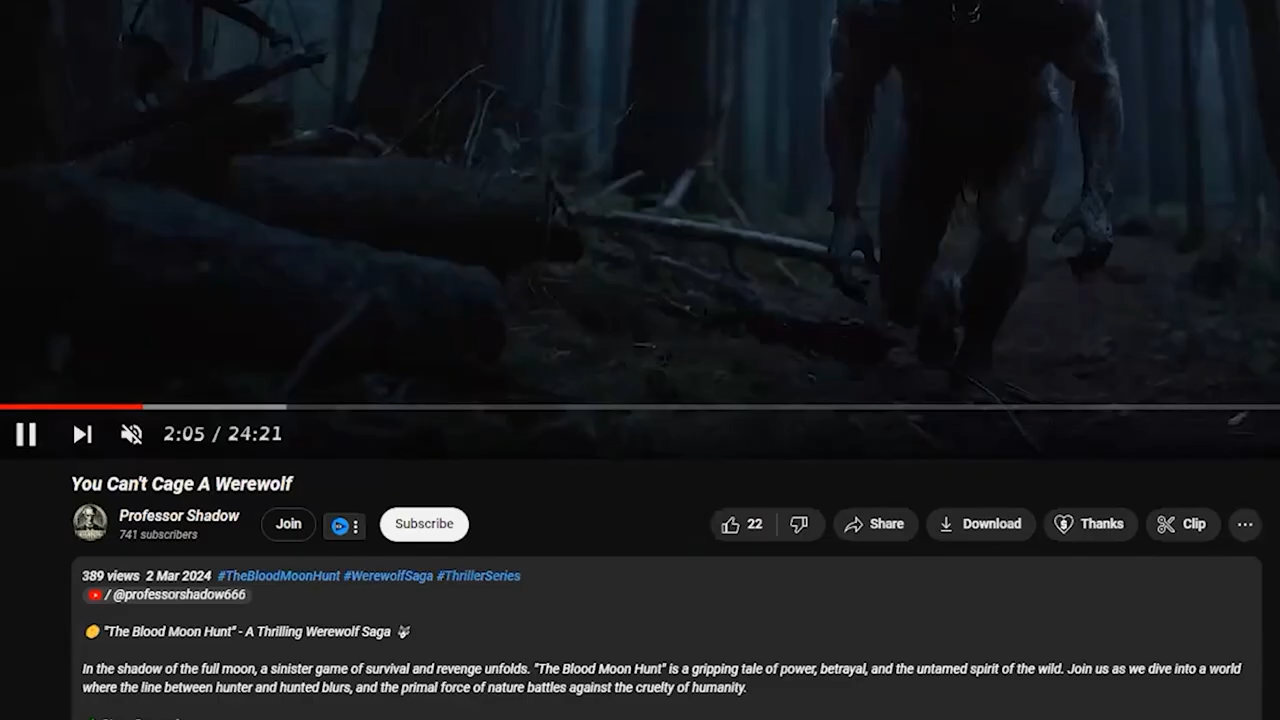 2:05 / 24:21
You Can't Cage A Werewolf
Professor Shadow
741 subscribers
Join
Subscribe
22
Share
Download
Thanks
Clip
389 views 2 Mar 2024 #TheBloodMoonHunt #WerewolfSaga #ThrillerSeries
/ @professorshadow666
"The Blood Moon Hunt" - A Thrilling Werewolf Saga
In the shadow of the full moon, a sinister game of survival and revenge unfolds. "The Blood Moon Hunt" is a gripping tale of power, betrayal, and the untamed spirit of the wild. Join us as we dive into a world
where the line between hunter and hunted blurs, and the primal force of nature battles against the cruelty of humanity.